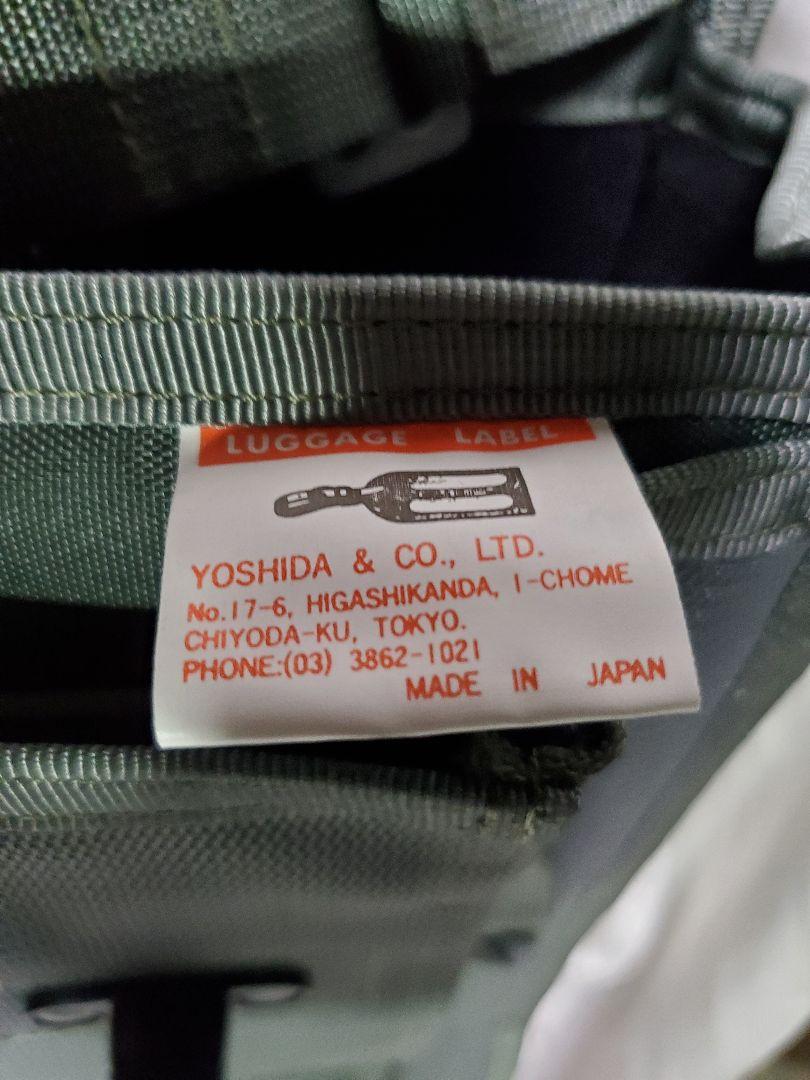 LUGGAGE LABEL
YOSHIDA & CO., LTD.
No.17-6, HIGASHIKANDA, 1-CHOME
CHIYODA-KU, TOKYO.
PHONE:(03) 3862-1021
MADE IN JAPAN